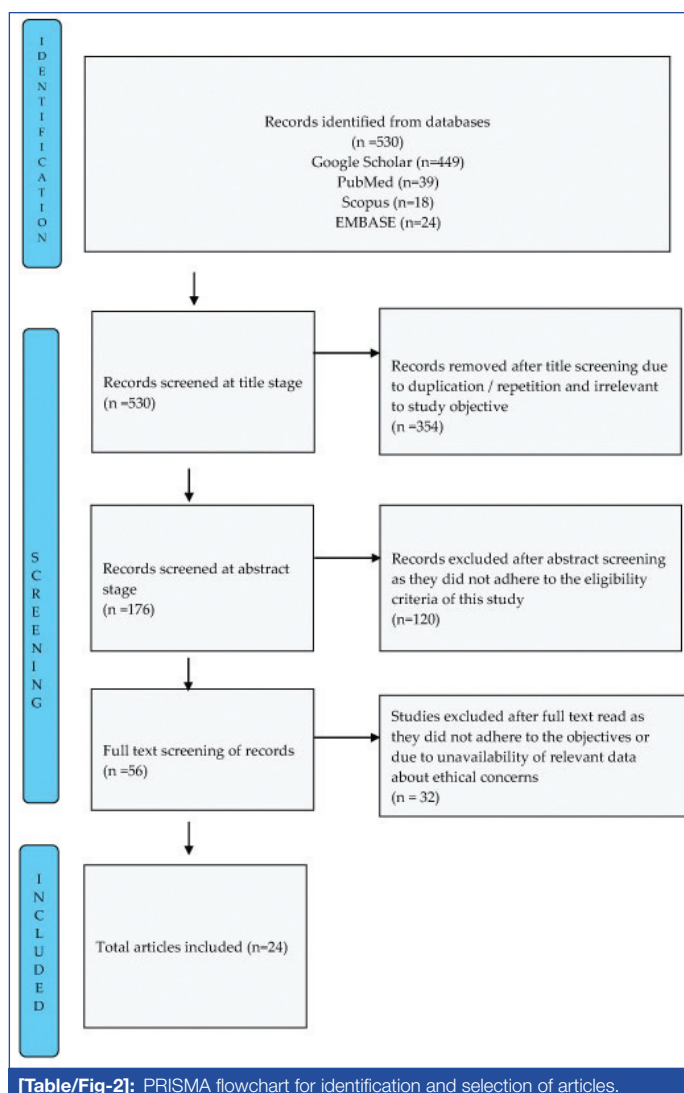 IDENTIFICATION
Records identified from databases
(n =530)
Google Scholar (n=449)
PubMed (n=39)
Scopus (n=18)
EMBASE (n=24)
SCREENING
Records screened at title stage
(n =530)
Records removed after title screening due
to duplication / repetition and irrelevant
to study objective
(n =354)
Records screened at abstract
stage
(n =176)
Records excluded after abstract screening
as they did not adhere to the eligibility
criteria of this study
(n=120)
Full text screening of records
(n =56)
Studies excluded after full text read as
they did not adhere to the objectives or
due to unavailability of relevant data
about ethical concerns
(n = 32)
INCLUDED
Total articles included (n=24)
[Table/Fig-2]: PRISMA flowchart for identification and selection of articles.